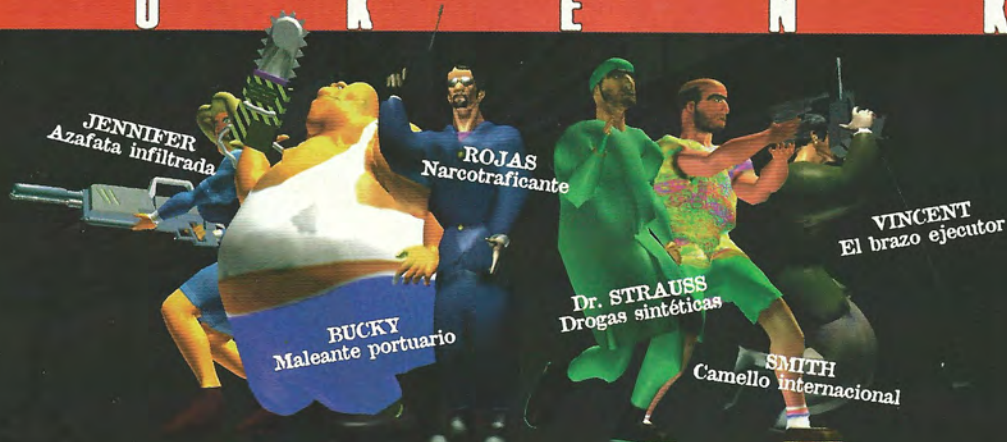 U K E N K
JENNIFER
Azafata infiltrada
ROJAS
Narcotraficante
VINCENT
El brazo ejecutor
Dr. STRAUSS
Drogas sintéticas
BUCKY
Maleante portuario
SMITH
Camello internacional